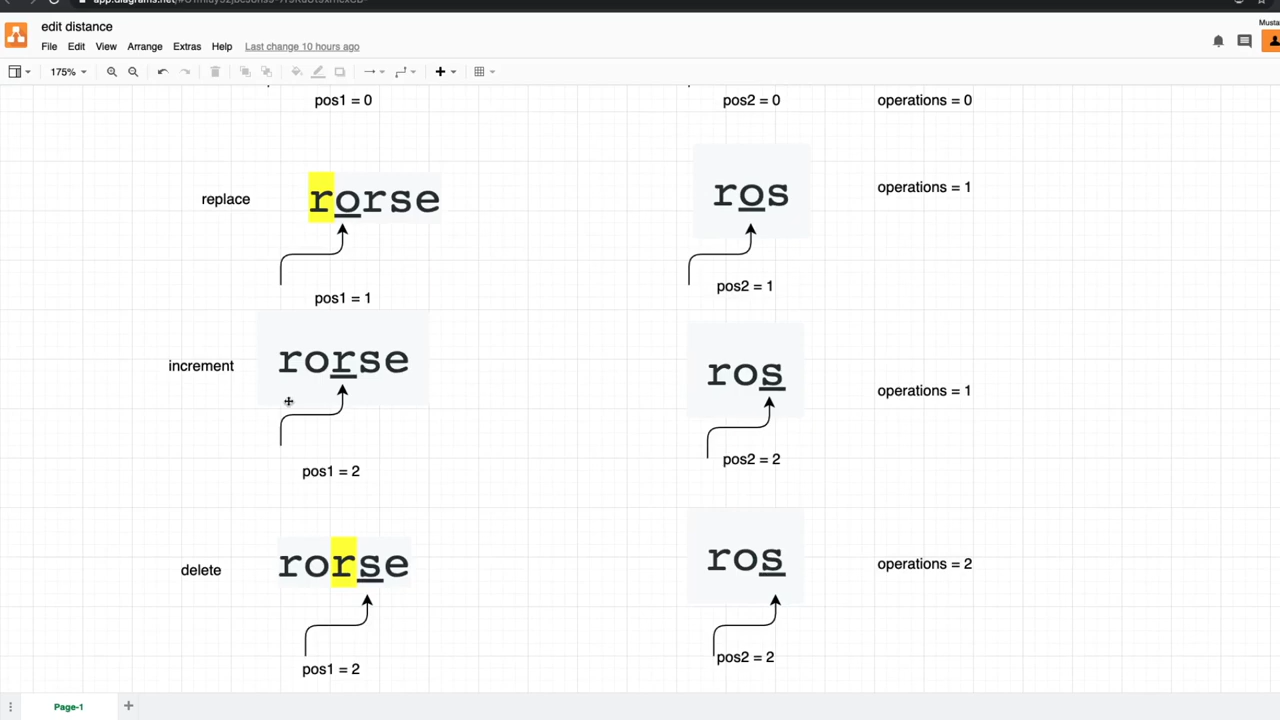 edit distance
File Edit View Arrange Extras Help Last change 10 hours ago
175%
pos1 = 0 pos2 = 0 operations = 0
replace rorse ros operations = 1
pos1 = 1 pos2 = 1
increment rorse ros operations = 1
pos1 = 2 pos2 = 2
delete rorse ros operations = 2
pos1 = 2 pos2 = 2
Page-1